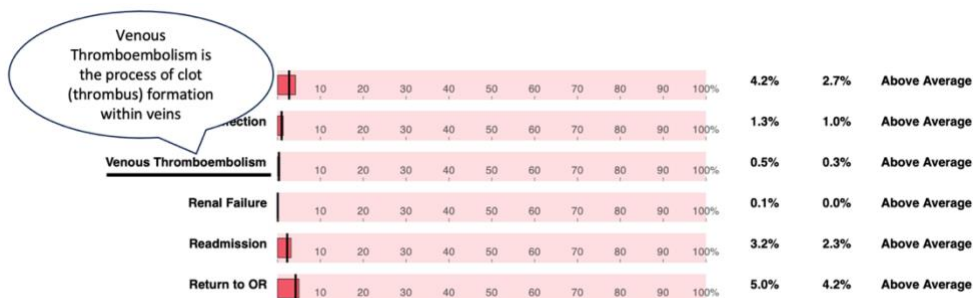 Venous
Thromboembolism is
the process of clot
(thrombus) formation
within veins
10 20 30 40 50 60 70 80 90 100% 4.2% 2.7% Above Average
10 20 30 40 50 60 70 80 90 100% 1.3% 1.0% Above Average
Venous Thromboembolism 10 20 30 40 50 60 70 80 90 100% 0.5% 0.3% Above Average
Renal Failure 10 20 30 40 50 60 70 80 90 100% 0.1% 0.0% Above Average
Readmission 10 20 30 40 50 60 70 80 90 100% 3.2% 2.3% Above Average
Return to OR 10 20 30 40 50 60 70 80 90 100% 5.0% 4.2% Above Average